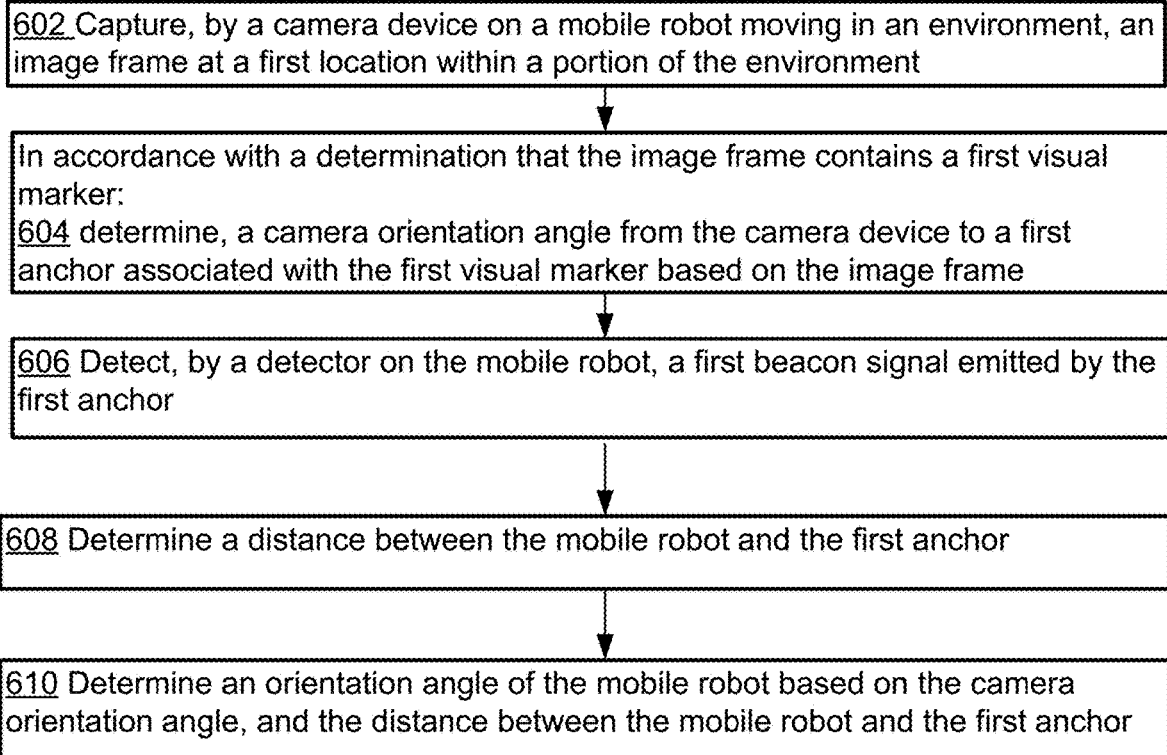 602 Capture, by a camera device on a mobile robot moving in an environment, an
image frame at a first location within a portion of the environment
In accordance with a determination that the image frame contains a first visual
marker:
604 determine, a camera orientation angle from the camera device to a first
anchor associated with the first visual marker based on the image frame
606 Detect, by a detector on the mobile robot, a first beacon signal emitted by the
first anchor
608 Determine a distance between the mobile robot and the first anchor
610 Determine an orientation angle of the mobile robot based on the camera
orientation angle, and the distance between the mobile robot and the first anchor